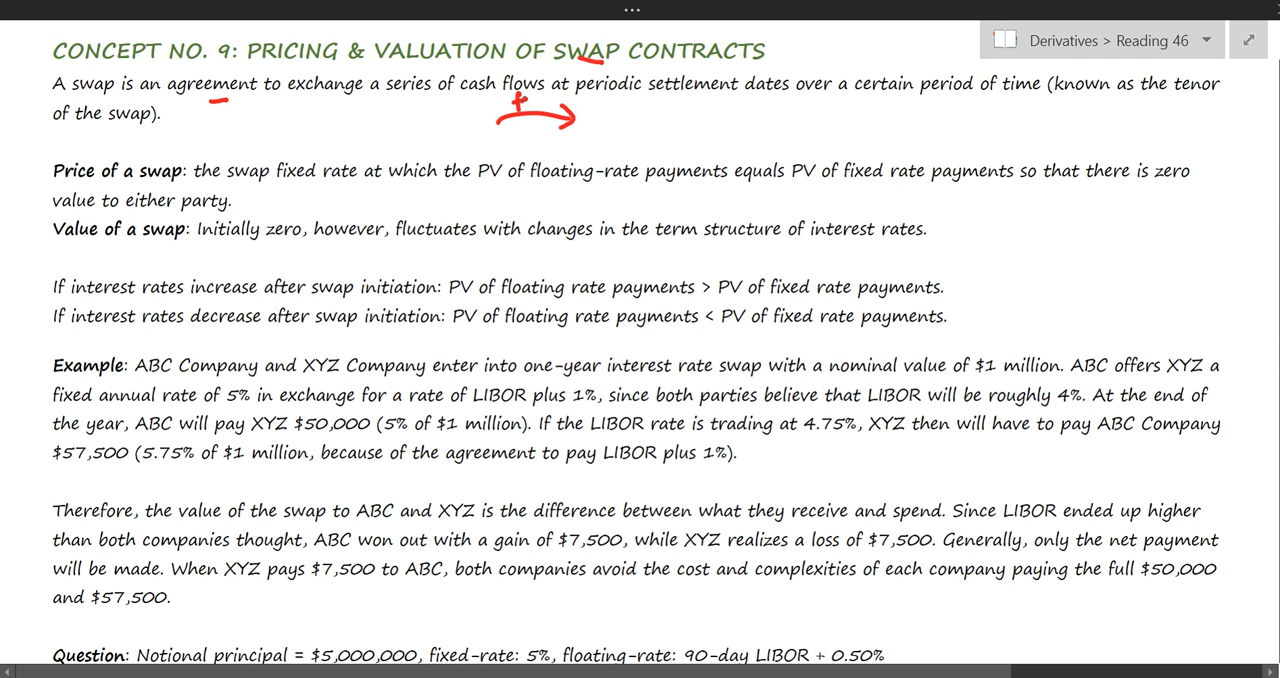 CONCEPT NO. 9: PRICING & VALUATION OF SWAP CONTRACTS
Derivatives > Reading 46
A swap is an agreement to exchange a series of cash flows at periodic settlement dates over a certain period of time (known as the tenor
of the swap).
Price of a swap: the swap fixed rate at which the PV of floating-rate payments equals PV of fixed rate payments so that there is zero
value to either party.
Value of a swap: Initially zero, however, fluctuates with changes in the term structure of interest rates.
If interest rates increase after swap initiation: PV of floating rate payments > PV of fixed rate payments.
If interest rates decrease after swap initiation: PV of floating rate payments < PV of fixed rate payments.
Example: ABC Company and XYZ Company enter into one-year interest rate swap with a nominal value of $1 million. ABC offers XYZ a
fixed annual rate of 5% in exchange for a rate of LIBOR plus 1%, since both parties believe that LIBOR will be roughly 4%. At the end of
the year, ABC will pay XYZ $50,000 (5% of $1 million). If the LIBOR rate is trading at 4.75%, XYZ then will have to pay ABC Company
$57,500 (5.75% of $1 million, because of the agreement to pay LIBOR plus 1%).
Therefore, the value of the swap to ABC and XYZ is the difference between what they receive and spend. Since LIBOR ended up higher
than both companies thought, ABC won out with a gain of $7,500, while XYZ realizes a loss of $7,500. Generally, only the net payment
will be made. When XYZ pays $7,500 to ABC, both companies avoid the cost and complexities of each company paying the full $50,000
and $57,500.
Question: Notional principal = $5,000,000, fixed-rate: 5%, floating-rate: 90-day LIBOR + 0.50%